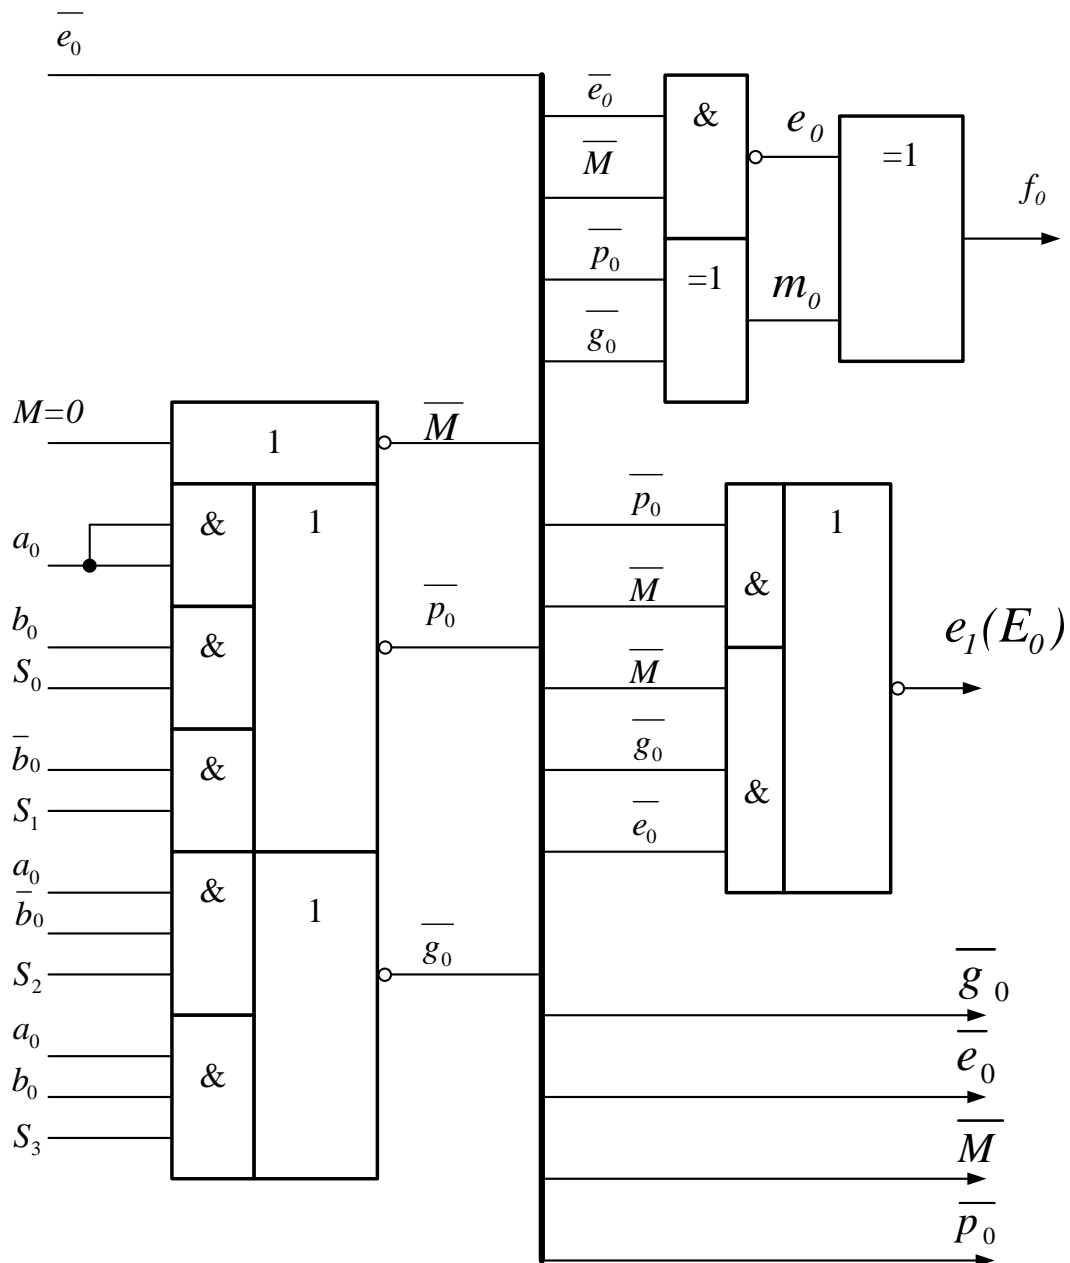 e̅₀
e̅₀
&
e₀
=1
M̅
f₀
p̅₀
=1
m₀
g̅₀
M=0
1
M̅
a₀
&
1
p̅₀
&
1
b₀
&
p̅₀
M̅
&
S₀
e₁(E₀)
M̅
b̅₀
&
g̅₀
S₁
&
e̅₀
a₀
&
b̅₀
1
g̅₀
S₂
g̅₀
a₀
e̅₀
b₀
&
S₃
M̅
p̅₀